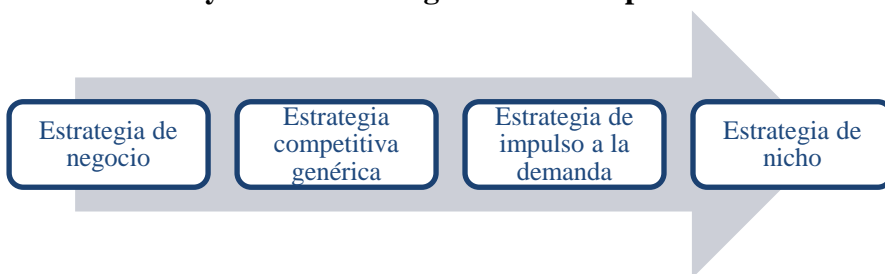 Estrategia de
negocio
Estrategia
competitiva
genérica
Estrategia de
impulso a la
demanda
Estrategia de
nicho